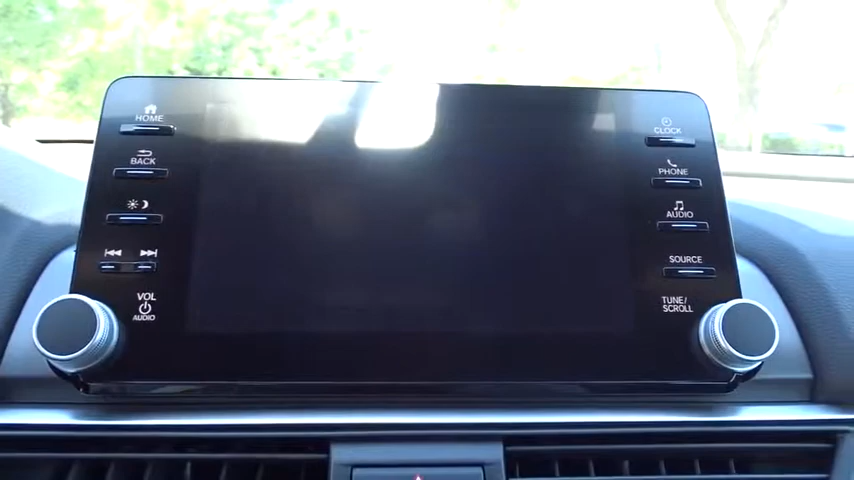 HOME
BACK
VOL
AUDIO
CLOCK
PHONE
AUDIO
SOURCE
TUNE/
SCROLL